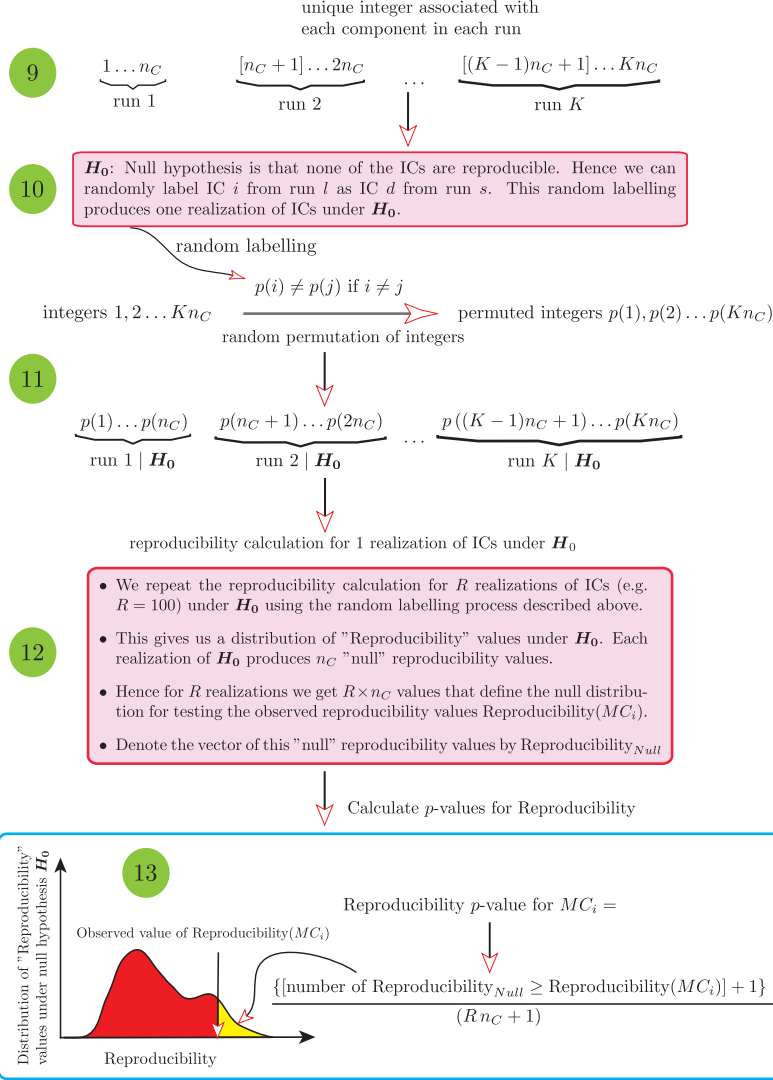 unique integer associated with
each component in each run
9
1 … n_C
[n_C + 1] … 2n_C
…
[(K − 1)n_C + 1] … Kn_C
run 1
run 2
run K
10
H_0: Null hypothesis is that none of the ICs are reproducible. Hence we can
randomly label IC i from run l as IC d from run s. This random labelling
produces one realization of ICs under H_0.
random labelling
p(i) ≠ p(j) if i ≠ j
integers 1, 2 … Kn_C
permuted integers p(1), p(2) … p(Kn_C)
random permutation of integers
11
p(1) … p(n_C)
p(n_C + 1) … p(2n_C)
…
p ((K − 1)n_C + 1) … p(Kn_C)
run 1 | H_0
run 2 | H_0
run K | H_0
reproducibility calculation for 1 realization of ICs under H_0
12
• We repeat the reproducibility calculation for R realizations of ICs (e.g.
R = 100) under H_0 using the random labelling process described above.
• This gives us a distribution of ”Reproducibility” values under H_0. Each
realization of H_0 produces n_C ”null” reproducibility values.
• Hence for R realizations we get R × n_C values that define the null distribu-
tion for testing the observed reproducibility values Reproducibility(MC_i).
• Denote the vector of this ”null” reproducibility values by Reproducibility_Null
Calculate p-values for Reproducibility
13
Distribution of ”Reproducibility”
values under null hypothesis H_0
Observed value of Reproducibility(MC_i)
Reproducibility
Reproducibility p-value for MC_i =
{[number of Reproducibility_Null ≥ Reproducibility(MC_i)] + 1}
(R n_C + 1)